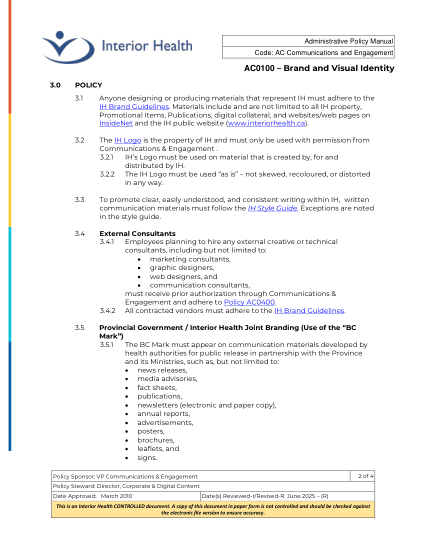 Interior Health
Administrative Policy Manual
Code: AC Communications and Engagement
AC0100 – Brand and Visual Identity
3.0 POLICY
3.1 Anyone designing or producing materials that represent IH must adhere to the
IH Brand Guidelines. Materials include and are not limited to all IH property,
Promotional Items, Publications, digital collateral, and websites/web pages on
InsideNet and the IH public website (www.interiorhealth.ca).
3.2 The IH Logo is the property of IH and must only be used with permission from
Communications & Engagement .
3.2.1 IH's Logo must be used on material that is created by, for and
distributed by IH.
3.2.2 The IH Logo must be used "as is" – not skewed, recoloured, or distorted
in any way.
3.3 To promote clear, easily understood, and consistent writing within IH, written
communication materials must follow the IH Style Guide. Exceptions are noted
in the style guide.
3.4 External Consultants
3.4.1 Employees planning to hire any external creative or technical
consultants, including but not limited to:
• marketing consultants,
• graphic designers,
• web designers, and
• communication consultants,
must receive prior authorization through Communications &
Engagement and adhere to Policy AC0400.
3.4.2 All contracted vendors must adhere to the IH Brand Guidelines.
3.5 Provincial Government / Interior Health Joint Branding (Use of the "BC
Mark")
3.5.1 The BC Mark must appear on communication materials developed by
health authorities for public release in partnership with the Province
and its Ministries, such as, but not limited to:
• news releases,
• media advisories,
• fact sheets,
• publications,
• newsletters (electronic and paper copy),
• annual reports,
• advertisements,
• posters,
• brochures,
• leaflets, and
• signs.
Policy Sponsor: VP Communications & Engagement 2 of 4
Policy Steward: Director, Corporate & Digital Content
Date Approved: March 2010 Date(s) Reviewed-r/Revised-R: June 2025 – (R)
This is an Interior Health CONTROLLED document. A copy of this document in paper form is not controlled and should be checked against
the electronic file version to ensure accuracy.